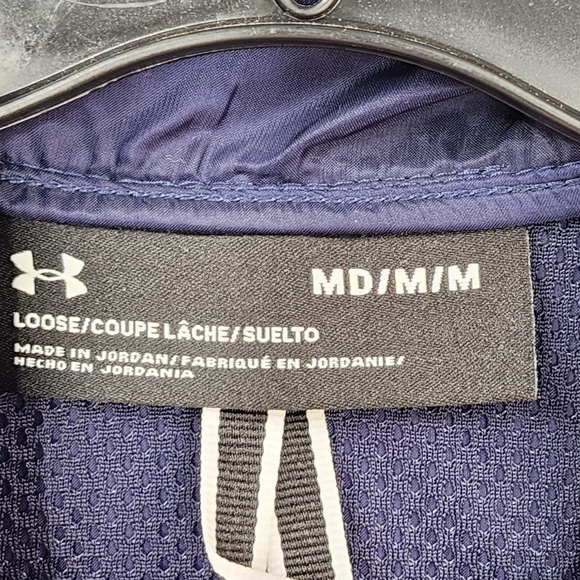 MD/M/M
LOOSE/COUPE LÂCHE/SUELTO
MADE IN JORDAN/FABRIQUÉ EN JORDANIE/
HECHO EN JORDANIA